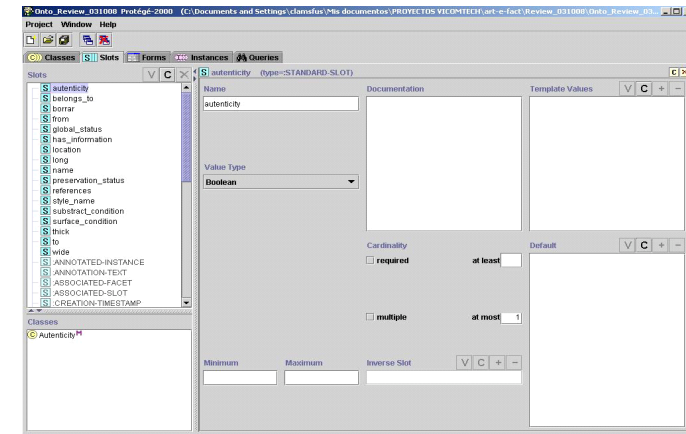 Onto_Review_031008 Protégé-2000 (C:\Documents and Settings\clamsfus\Mis documentos\PROYECTOS VICOMTECH\art-e-fact\Review_031008\Onto_Review_03...
Project Window Help
C Classes S Slots Forms Instances Queries
Slots V C
S autenticity (type=:STANDARD-SLOT) C
S autenticity
S belongs_to
S borrar
S from
S global_status
S has_information
S location
S long
S name
S preservation_status
S references
S style_name
S substract_condition
S surface_condition
S thick
S to
S wide
S :ANNOTATED-INSTANCE
S :ANNOTATION-TEXT
S :ASSOCIATED-FACET
S :ASSOCIATED-SLOT
S :CREATION-TIMESTAMP
Classes
C Autenticity M
Name
autenticity
Value Type
Boolean
Minimum Maximum
Documentation
Cardinality
required at least
multiple at most 1
Inverse Slot V C + −
Template Values V C + −
Default V C + −